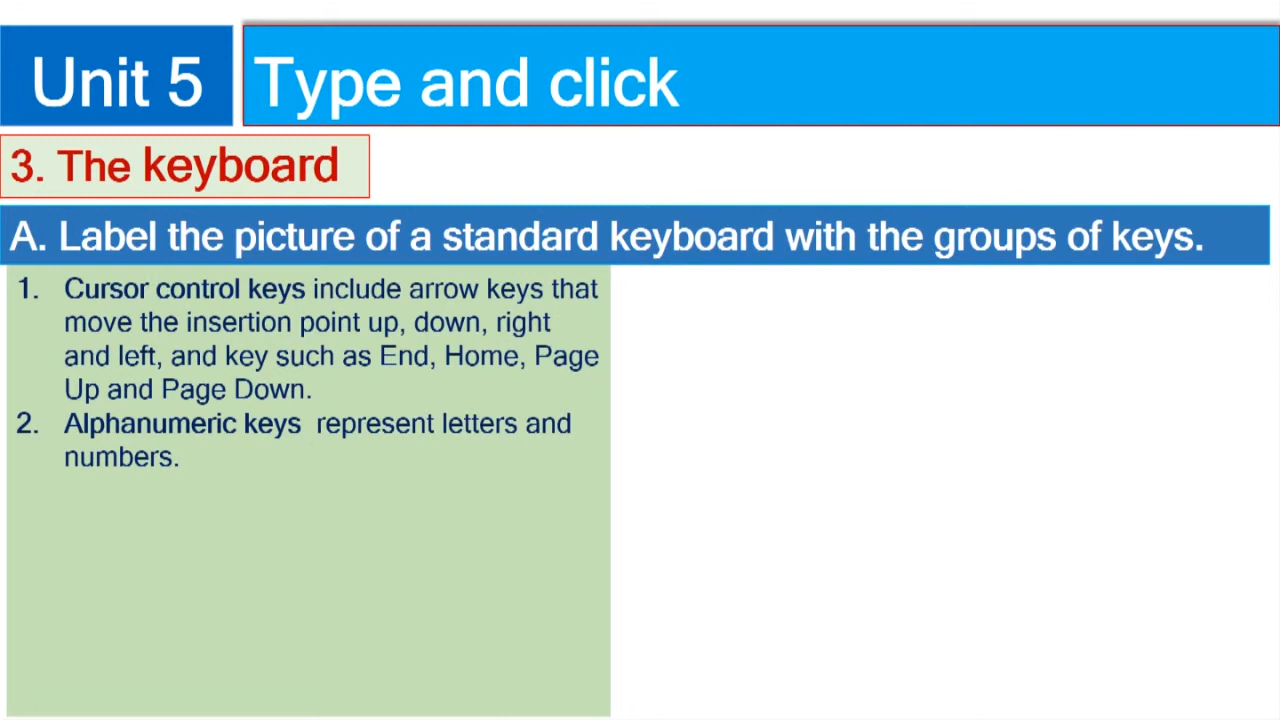 Unit 5
Type and click
3. The keyboard
A. Label the picture of a standard keyboard with the groups of keys.
1. Cursor control keys include arrow keys that
move the insertion point up, down, right
and left, and key such as End, Home, Page
Up and Page Down.
2. Alphanumeric keys represent letters and
numbers.